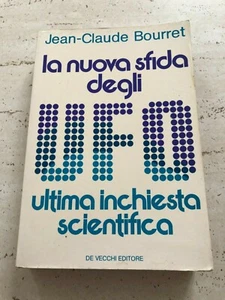 Jean-Claude Bourret
la nuova sfida
degli
UFO
ultima inchiesta
scientifica
DE VECCHI EDITORE